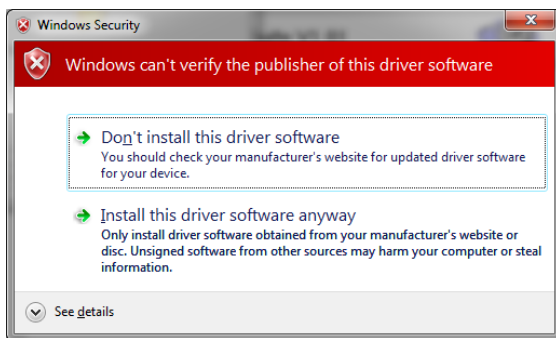 Windows Security
Windows can't verify the publisher of this driver software
Don't install this driver software
You should check your manufacturer's website for updated driver software
for your device.
Install this driver software anyway
Only install driver software obtained from your manufacturer's website or
disc. Unsigned software from other sources may harm your computer or steal
information.
See details